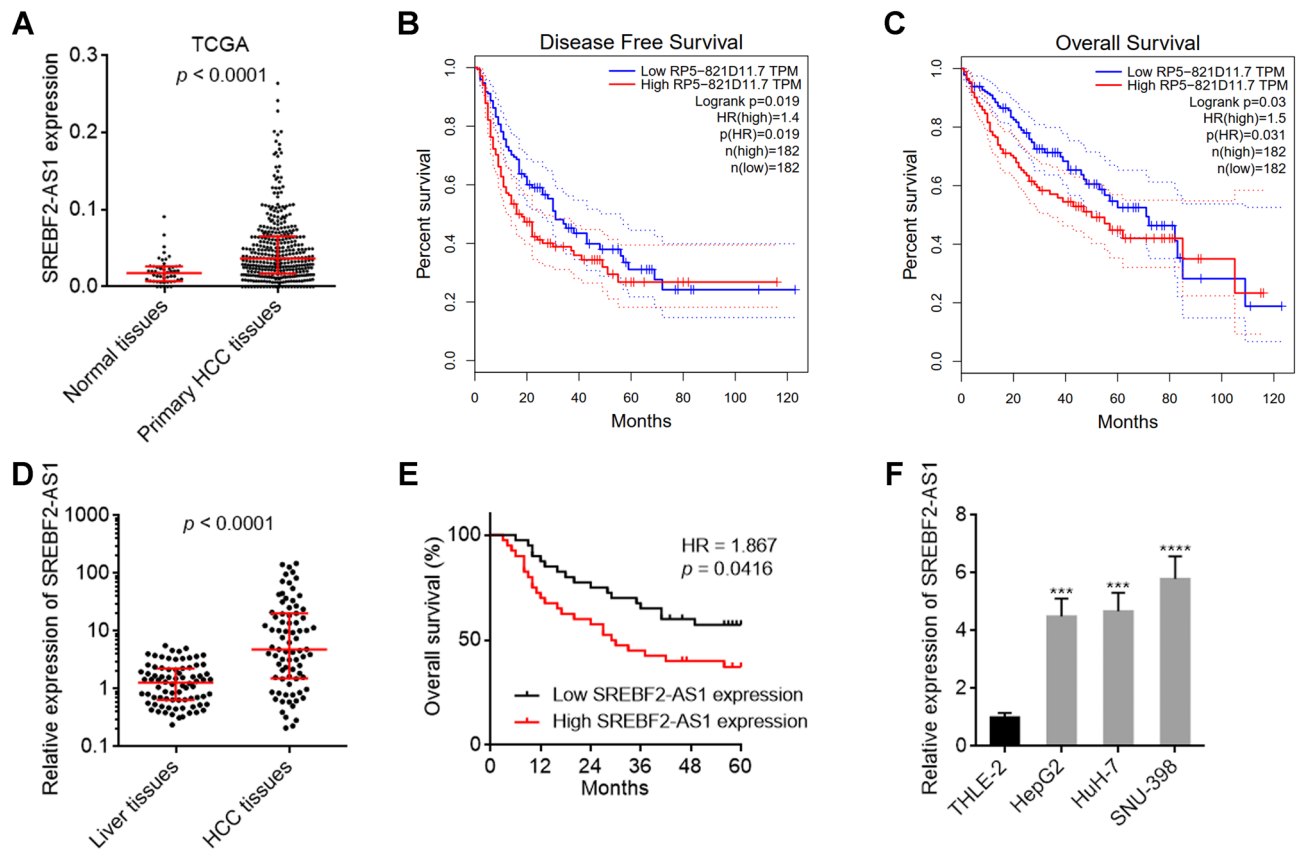 A
TCGA
p < 0.0001
SREBF2-AS1 expression
0.3
0.2
0.1
0.0
Normal tissues
Primary HCC tissues
B
Disease Free Survival
Low RP5−821D11.7 TPM
High RP5−821D11.7 TPM
Logrank p=0.019
HR(high)=1.4
p(HR)=0.019
n(high)=182
n(low)=182
Percent survival
1.0
0.8
0.6
0.4
0.2
0.0
0 20 40 60 80 100 120
Months
C
Overall Survival
Low RP5−821D11.7 TPM
High RP5−821D11.7 TPM
Logrank p=0.03
HR(high)=1.5
p(HR)=0.031
n(high)=182
n(low)=182
Percent survival
1.0
0.8
0.6
0.4
0.2
0.0
0 20 40 60 80 100 120
Months
D
p < 0.0001
Relative expression of SREBF2-AS1
1000
100
10
1
0.1
Liver tissues
HCC tissues
E
HR = 1.867
p = 0.0416
Overall survival (%)
100
50
0
Low SREBF2-AS1 expression
High SREBF2-AS1 expression
0 12 24 36 48 60
Months
F
Relative expression of SREBF2-AS1
8
6
4
2
0
*** *** ****
THLE-2
HepG2
HuH-7
SNU-398